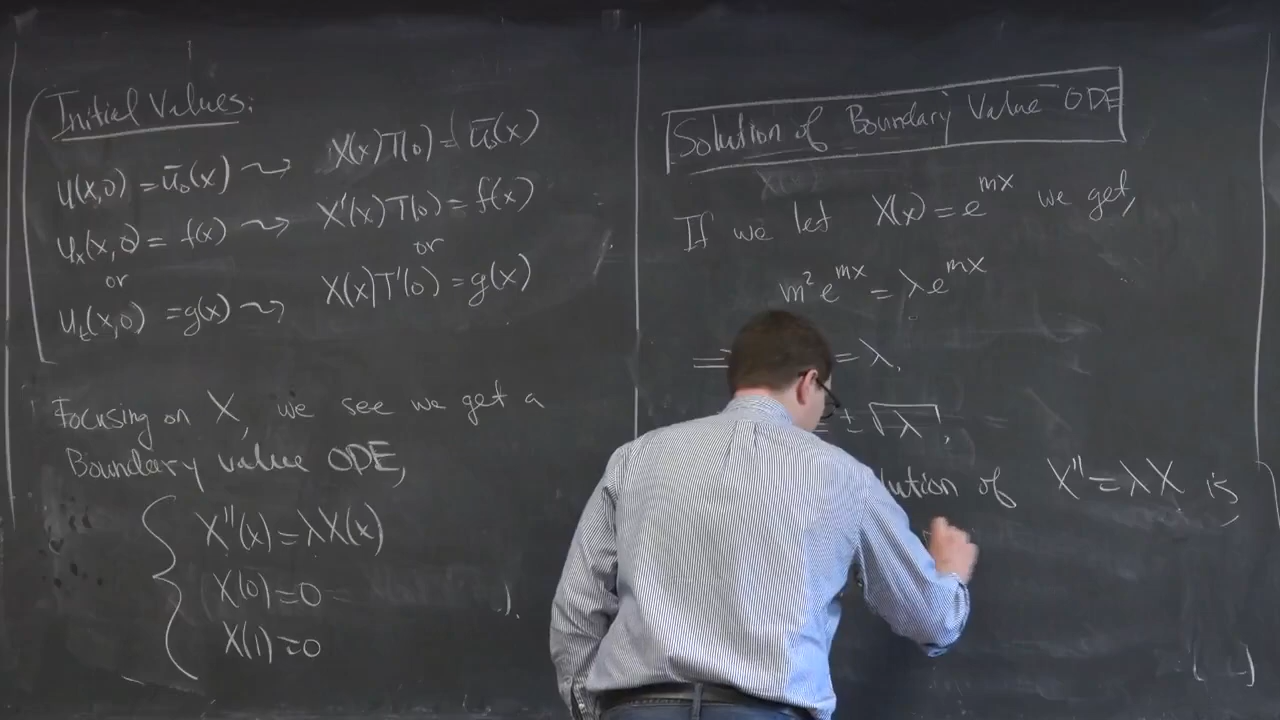 Initial Values:
u(x,0) = ū₀(x) ⇝ X(x)T(0) = ū₀(x)
uₓ(x,0) = f(x) ⇝ X'(x)T(0) = f(x)
or or
uₜ(x,0) = g(x) ⇝ X(x)T'(0) = g(x)
Focusing on X, we see we get a
Boundary value ODE,
X''(x) = λX(x)
X(0) = 0
X(1) = 0
Solution of Boundary Value ODE
If we let X(x) = e^{mx} we get,
m²e^{mx} = λe^{mx}
= λ.
± √λ,
of X'' = λX is